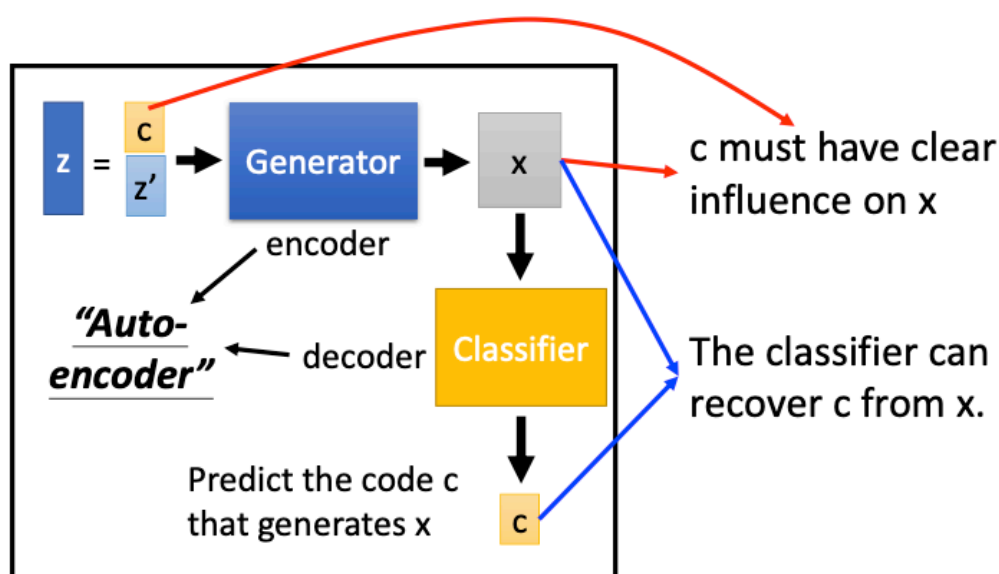 z = c
z’
Generator
x
c must have clear
influence on x
encoder
“Auto-
encoder”
decoder
Classifier
The classifier can
recover c from x.
Predict the code c
that generates x
c